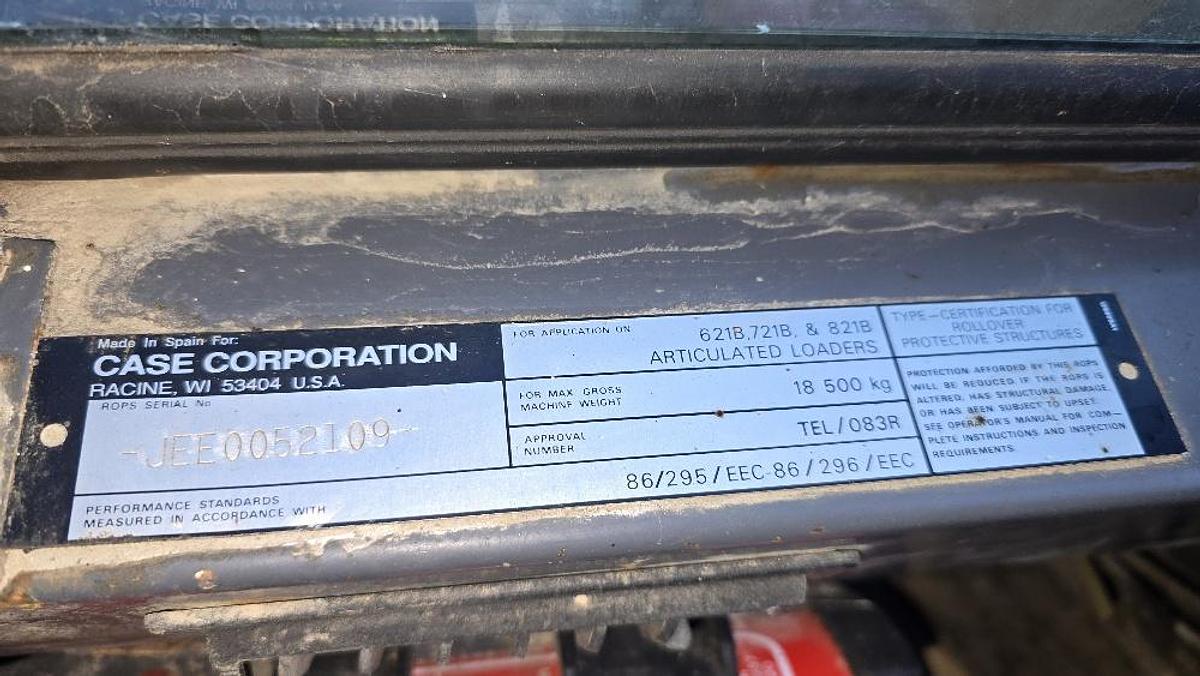 Made In Spain For:
CASE CORPORATION
RACINE, WI 53404 U.S.A.
ROPS SERIAL No
-JEE0052109
PERFORMANCE STANDARDS
MEASURED IN ACCORDANCE WITH
86/295/EEC-86/296/EEC
FOR APPLICATION ON
621B,721B, & 821B
ARTICULATED LOADERS
FOR MAX GROSS
MACHINE WEIGHT
18 500 kg
APPROVAL
NUMBER
TEL/083R
TYPE-CERTIFICATION FOR
ROLLOVER
PROTECTIVE STRUCTURES
PROTECTION AFFORDED BY THIS ROPS
WILL BE REDUCED IF THE ROPS IS
ALTERED, HAS STRUCTURAL DAMAGE,
OR HAS BEEN SUBJECT TO UPSET.
SEE OPERATOR'S MANUAL FOR COM-
PLETE INSTRUCTIONS AND INSPECTION
REQUIREMENTS.